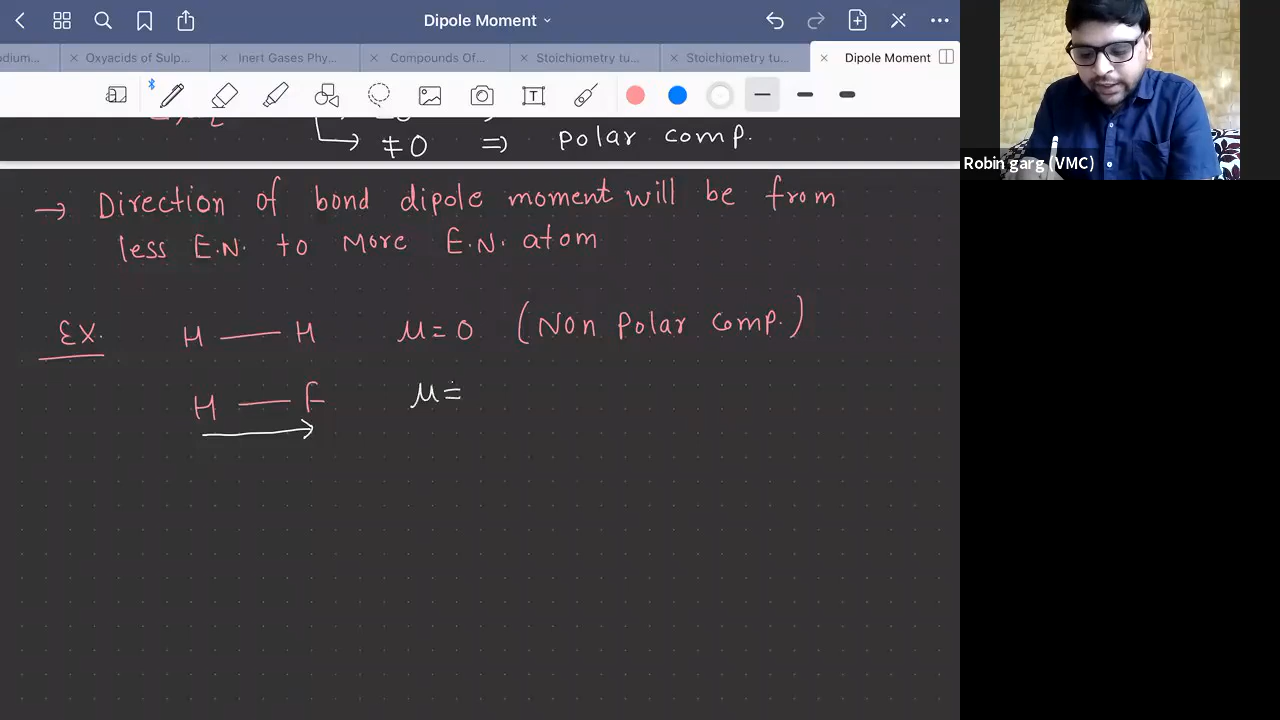 Dipole Moment
odium...
Oxyacids of Sulp...
Inert Gases Phy...
Compounds Of...
Stoichiometry tu...
Stoichiometry tu...
Dipole Moment
≠ 0 ⇒ polar comp.
→ Direction of bond dipole moment will be from
less E.N. to More E.N. atom
EX. H — H μ = 0 (Non Polar Comp.)
H — F μ =
Robin garg (VMC)